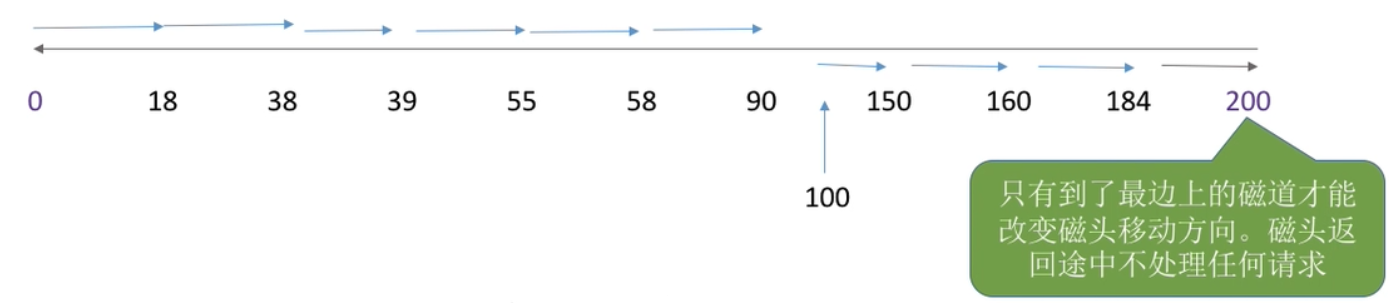 0 18 38 39 55 58 90 150 160 184 200
100
只有到了最边上的磁道才能
改变磁头移动方向。磁头返
回途中不处理任何请求